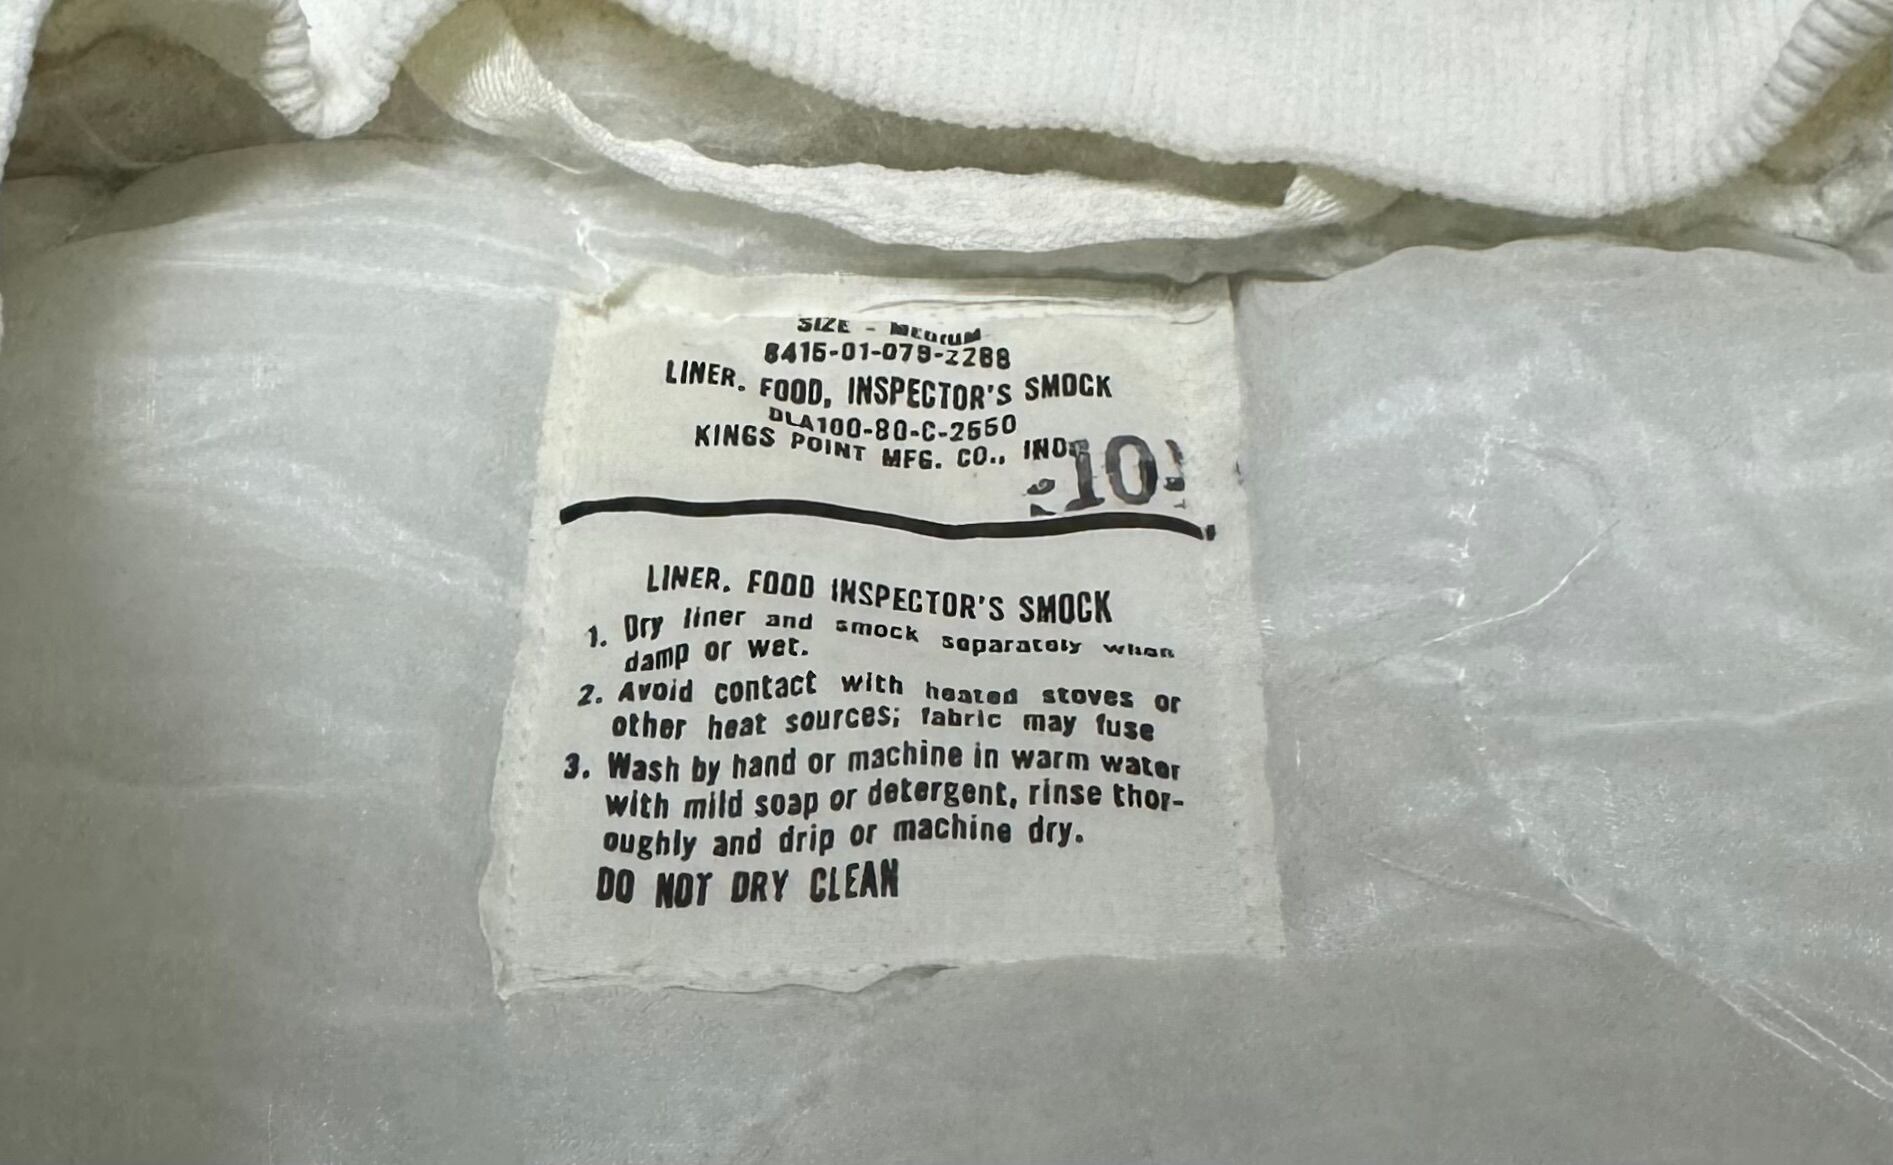 SIZE - MEDIUM
8415-01-079-2288
LINER. FOOD, INSPECTOR'S SMOCK
DLA100-80-C-2550
KINGS POINT MFG. CO.,
10
LINER. FOOD INSPECTOR'S SMOCK
1. Dry liner and smock separately when
damp or wet.
2. Avoid contact with heated stoves or
other heat sources; fabric may fuse
3. Wash by hand or machine in warm water
with mild soap or detergent, rinse thor-
oughly and drip or machine dry.
DO NOT DRY CLEAN